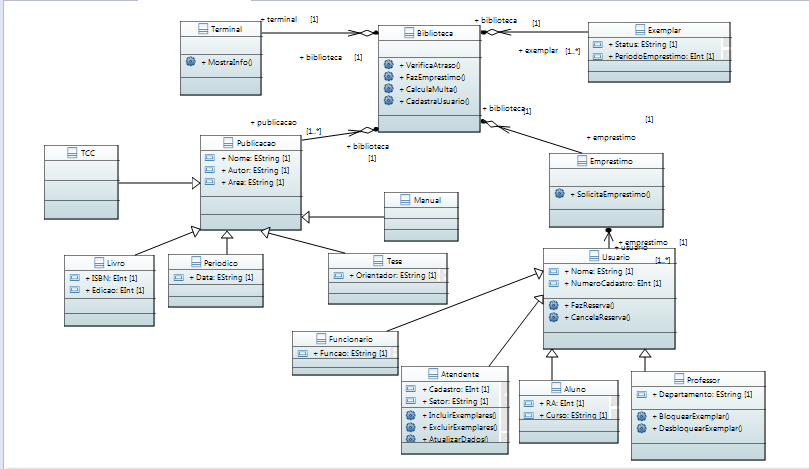 + terminal [1]
Terminal
+ MostraInfo()
+ biblioteca [1]
Biblioteca
+ VerificaAtraso()
+ FazEmprestimo()
+ CalculaMulta()
+ CadastraUsuario()
+ biblioteca [1]
Exemplar
+ Status: EString [1]
+ PeriodoEmprestimo: EInt [1]
+ exemplar [1..*]
+ biblioteca [1]
[1]
+ emprestimo
+ publicacao
[1..*]
+ biblioteca
[1]
TCC
Publicacao
+ Nome: EString [1]
+ Autor: EString [1]
+ Area: EString [1]
Emprestimo
+ SolicitaEmprestimo()
Manual
+ emprestimo [1]
+ usuario
[1..*]
Livro
+ ISBN: EInt [1]
+ Edicao: EInt [1]
Periodico
+ Data: EString [1]
Tese
+ Orientador: EString [1]
Usuario
+ Nome: EString [1]
+ NumeroCadastro: EInt [1]
+ FazReserva()
+ CancelaReserva()
Funcionario
+ Funcao: EString [1]
Atendente
+ Cadastro: EInt [1]
+ Setor: EString [1]
+ IncluirExemplares()
+ ExcluirExemplares()
+ AtualizarDados()
Aluno
+ RA: EInt [1]
+ Curso: EString [1]
Professor
+ Departamento: EString [1]
+ BloquearExemplar()
+ DesbloquearExemplar()